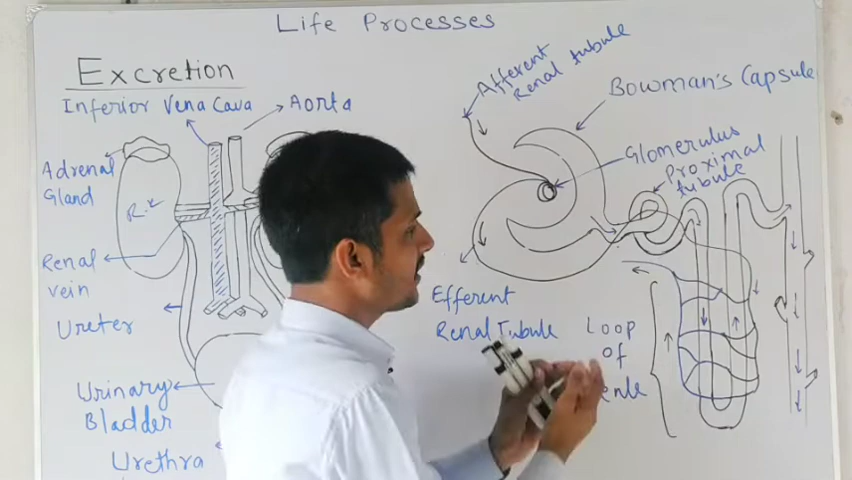 Life Processes
Excretion
Inferior Vena Cava
Aorta
Adrenal
Gland
Renal
vein
Ureter
Urinary
Bladder
Urethra
Afferent
Renal tubule
Bowman's Capsule
Glomerulus
Proximal
tubule
Efferent
Renal Tubule
Loop
of